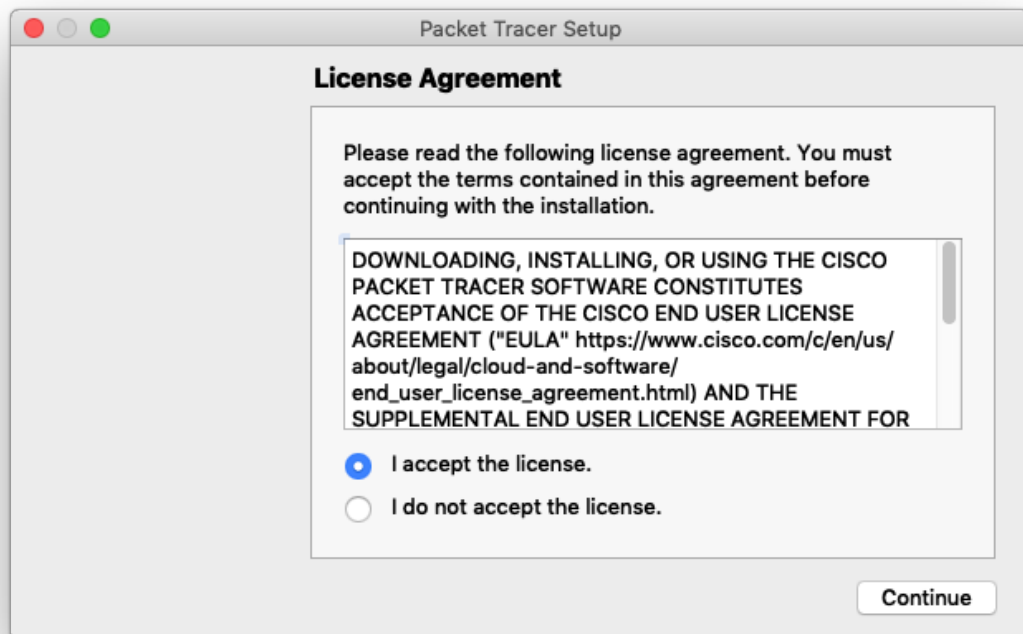 Packet Tracer Setup
License Agreement
Please read the following license agreement. You must
accept the terms contained in this agreement before
continuing with the installation.
DOWNLOADING, INSTALLING, OR USING THE CISCO
PACKET TRACER SOFTWARE CONSTITUTES
ACCEPTANCE OF THE CISCO END USER LICENSE
AGREEMENT ("EULA" https://www.cisco.com/c/en/us/
about/legal/cloud-and-software/
end_user_license_agreement.html) AND THE
SUPPLEMENTAL END USER LICENSE AGREEMENT FOR
I accept the license.
I do not accept the license.
Continue